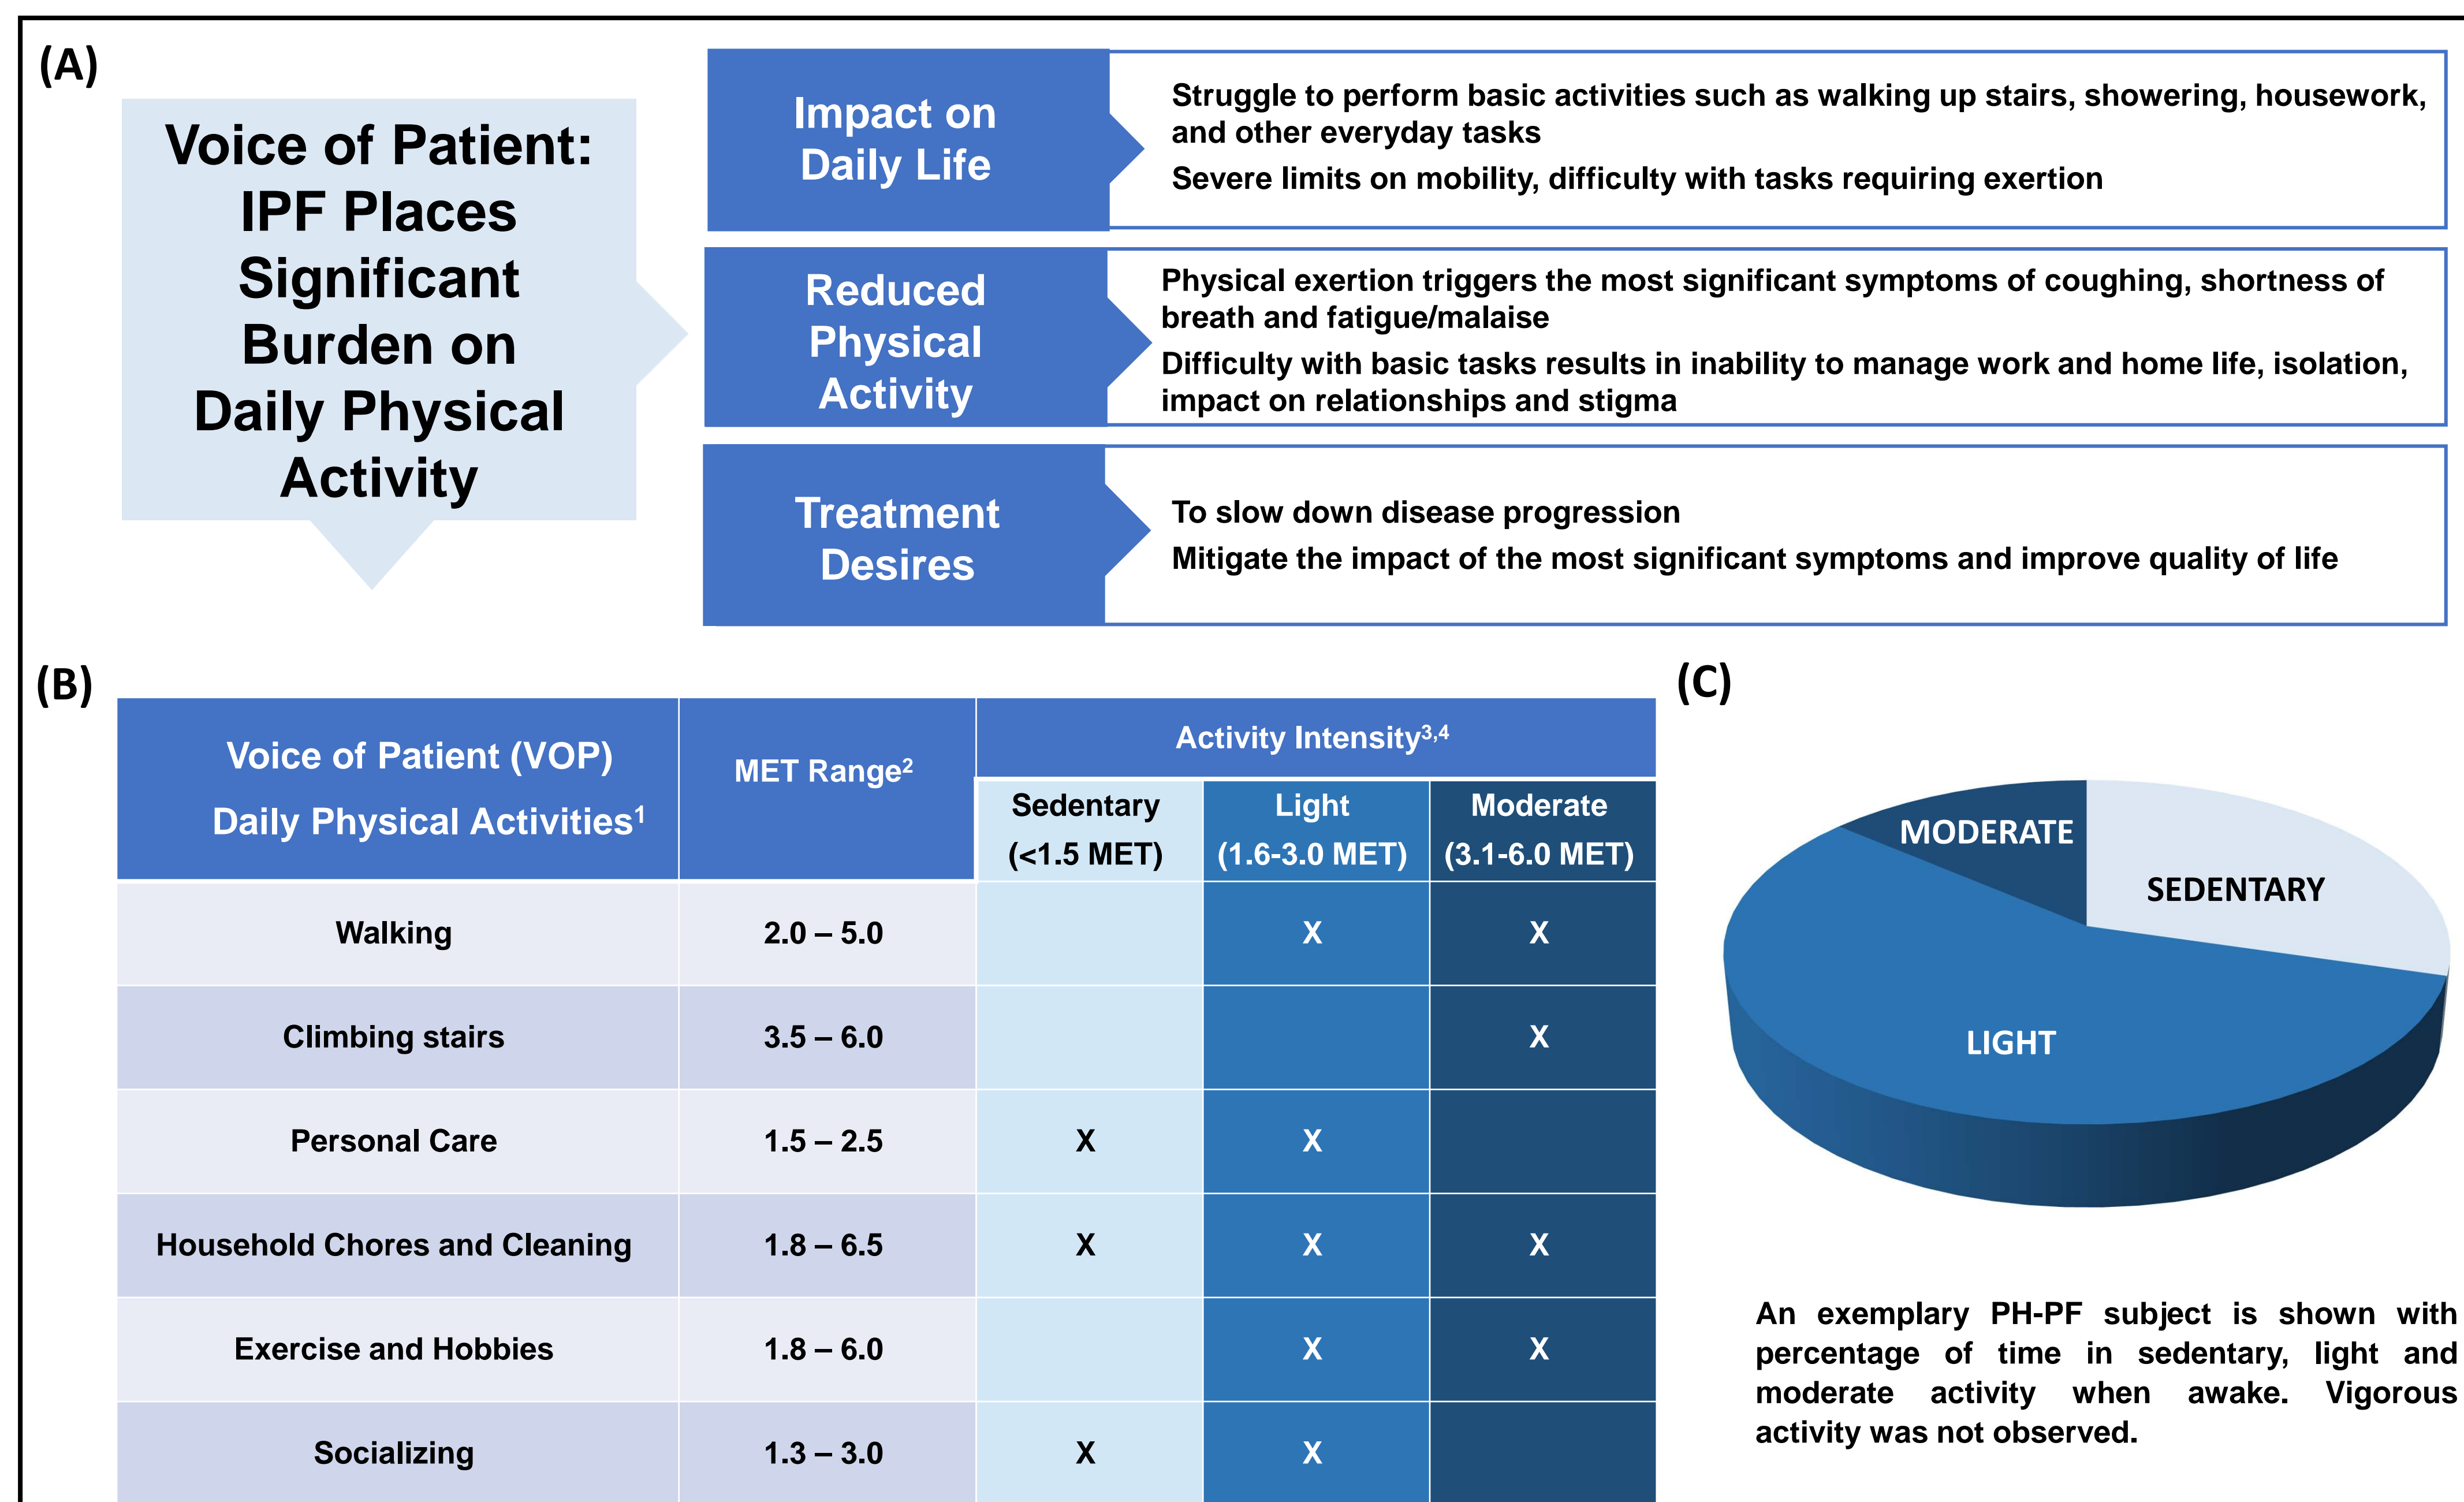 (A)
Voice of Patient:
IPF Places
Significant
Burden on
Daily Physical
Activity
Impact on
Daily Life
Struggle to perform basic activities such as walking up stairs, showering, housework,
and other everyday tasks
Severe limits on mobility, difficulty with tasks requiring exertion
Reduced
Physical
Activity
Physical exertion triggers the most significant symptoms of coughing, shortness of
breath and fatigue/malaise
Difficulty with basic tasks results in inability to manage work and home life, isolation,
impact on relationships and stigma
Treatment
Desires
To slow down disease progression
Mitigate the impact of the most significant symptoms and improve quality of life
(B)
Voice of Patient (VOP)
Daily Physical Activities¹
MET Range²
Activity Intensity³,⁴
Sedentary
(<1.5 MET)
Light
(1.6-3.0 MET)
Moderate
(3.1-6.0 MET)
Walking 2.0 – 5.0 X X
Climbing stairs 3.5 – 6.0 X
Personal Care 1.5 – 2.5 X X
Household Chores and Cleaning 1.8 – 6.5 X X X
Exercise and Hobbies 1.8 – 6.0 X X
Socializing 1.3 – 3.0 X X
(C)
MODERATE
SEDENTARY
LIGHT
An exemplary PH-PF subject is shown with
percentage of time in sedentary, light and
moderate activity when awake. Vigorous
activity was not observed.